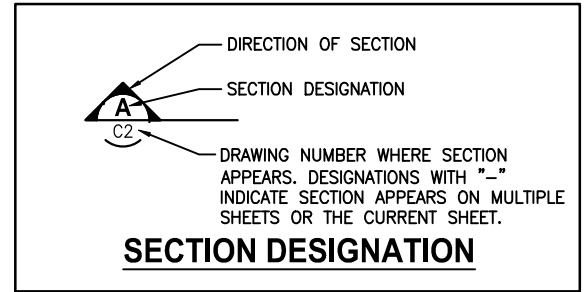 DIRECTION OF SECTION
SECTION DESIGNATION
A
C2
DRAWING NUMBER WHERE SECTION
APPEARS. DESIGNATIONS WITH "–"
INDICATE SECTION APPEARS ON MULTIPLE
SHEETS OR THE CURRENT SHEET.
SECTION DESIGNATION